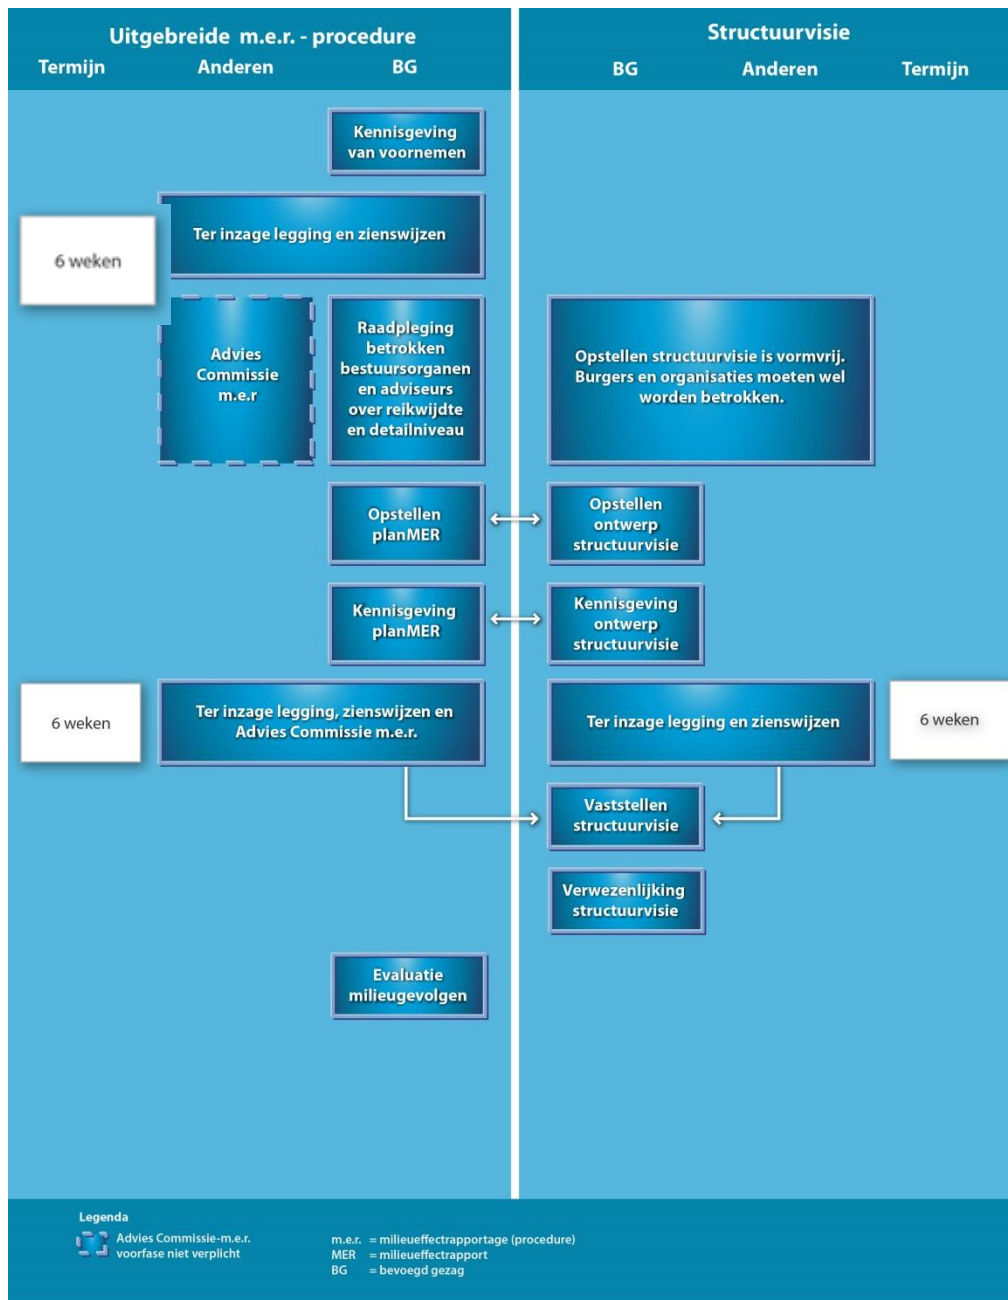 Uitgebreide m.e.r. - procedure
Termijn Anderen BG
Structuurvisie
BG Anderen Termijn
Kennisgeving
van voornemen
6 weken
Ter inzage legging en zienswijzen
Advies
Commissie
m.e.r
Raadpleging
betrokken
bestuursorganen
en adviseurs
over reikwijdte
en detailniveau
Opstellen structuurvisie is vormvrij.
Burgers en organisaties moeten wel
worden betrokken.
Opstellen
planMER
Opstellen
ontwerp
structuurvisie
Kennisgeving
planMER
Kennisgeving
ontwerp
structuurvisie
6 weken
Ter inzage legging, zienswijzen en
Advies Commissie m.e.r.
Ter inzage legging en zienswijzen
6 weken
Vaststellen
structuurvisie
Verwezenlijking
structuurvisie
Evaluatie
milieugevolgen
Legenda
Advies Commissie-m.e.r.
voorfase niet verplicht
m.e.r. = milieueffectrapportage (procedure)
MER = milieueffectrapport
BG = bevoegd gezag